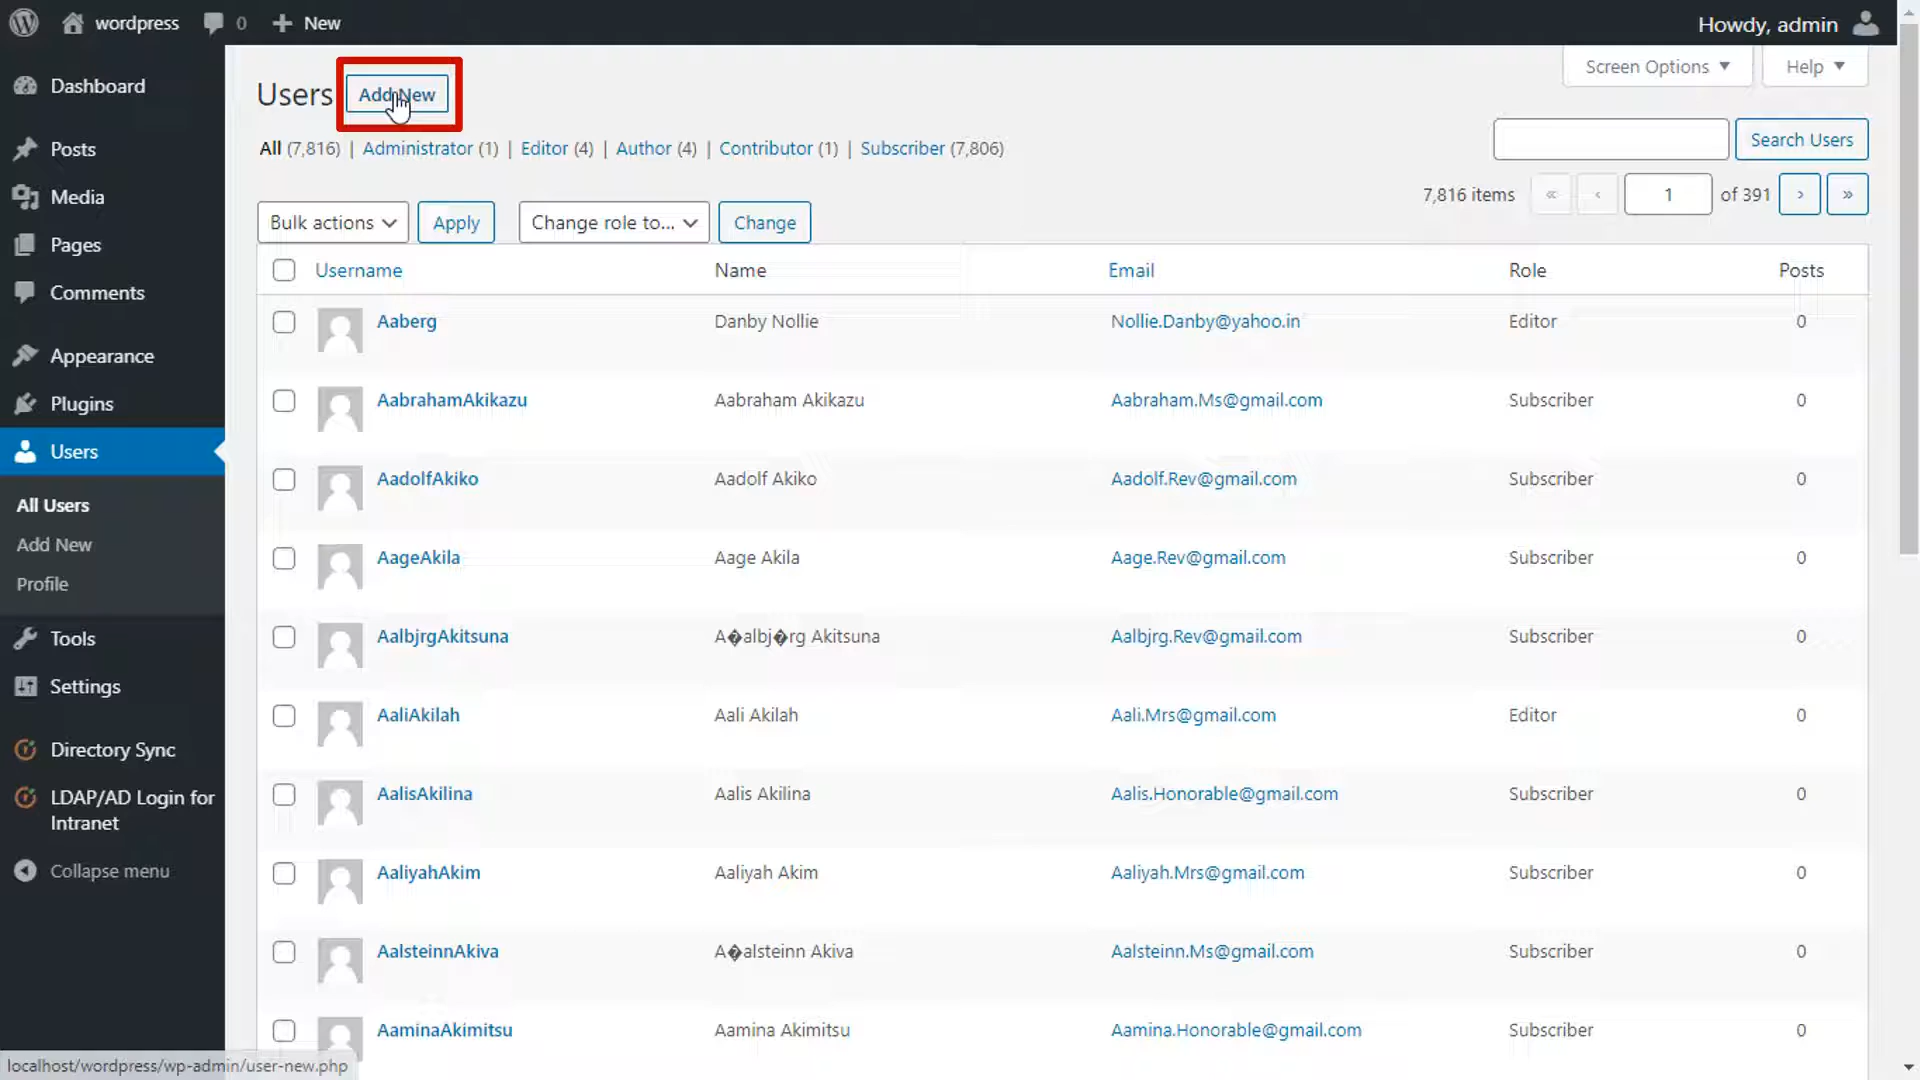 wordpress 0 New Howdy, admin
Dashboard
Posts
Media
Pages
Comments
Appearance
Plugins
Users
All Users
Add New
Profile
Tools
Settings
Directory Sync
LDAP/AD Login for
Intranet
Collapse menu
Screen Options Help
Users Add New
All (7,816) | Administrator (1) | Editor (4) | Author (4) | Contributor (1) | Subscriber (7,806)
Search Users
7,816 items « ‹ 1 of 391 › »
Bulk actions Apply Change role to... Change
Username Name Email Role Posts
Aaberg Danby Nollie Nollie.Danby@yahoo.in Editor 0
AabrahamAkikazu Aabraham Akikazu Aabraham.Ms@gmail.com Subscriber 0
AadolfAkiko Aadolf Akiko Aadolf.Rev@gmail.com Subscriber 0
AageAkila Aage Akila Aage.Rev@gmail.com Subscriber 0
AalbjrgAkitsuna A�albj�rg Akitsuna Aalbjrg.Rev@gmail.com Subscriber 0
AaliAkilah Aali Akilah Aali.Mrs@gmail.com Editor 0
AalisAkilina Aalis Akilina Aalis.Honorable@gmail.com Subscriber 0
AaliyahAkim Aaliyah Akim Aaliyah.Mrs@gmail.com Subscriber 0
AalsteinnAkiva A�alsteinn Akiva Aalsteinn.Ms@gmail.com Subscriber 0
AaminaAkimitsu Aamina Akimitsu Aamina.Honorable@gmail.com Subscriber 0
localhost/wordpress/wp-admin/user-new.php